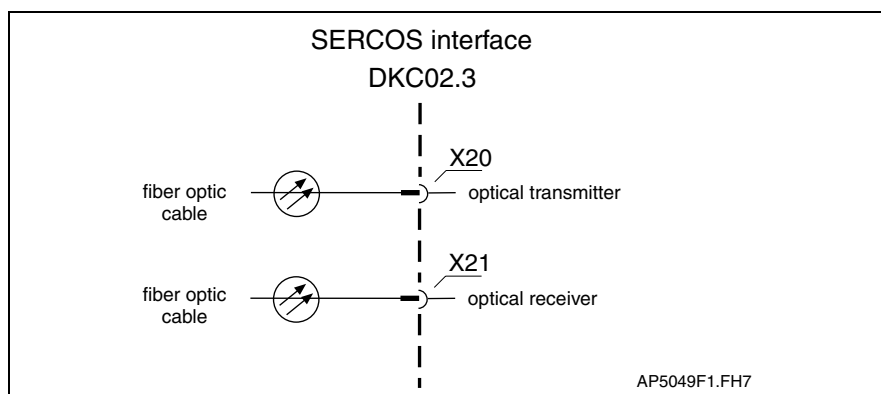 SERCOS interface
DKC02.3
X20
fiber optic
cable
optical transmitter
X21
fiber optic
cable
optical receiver
AP5049F1.FH7